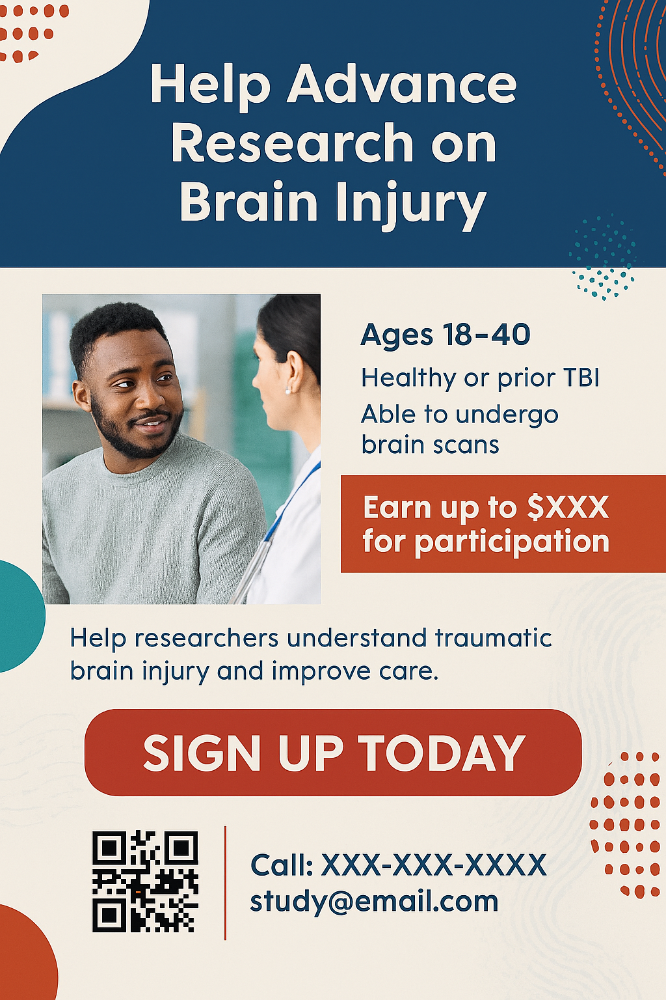 Help Advance
Research on
Brain Injury
Ages 18–40
Healthy or prior TBI
Able to undergo
brain scans
Earn up to $XXX
for participation
Help researchers understand traumatic
brain injury and improve care.
SIGN UP TODAY
Call: XXX-XXX-XXXX
study@email.com